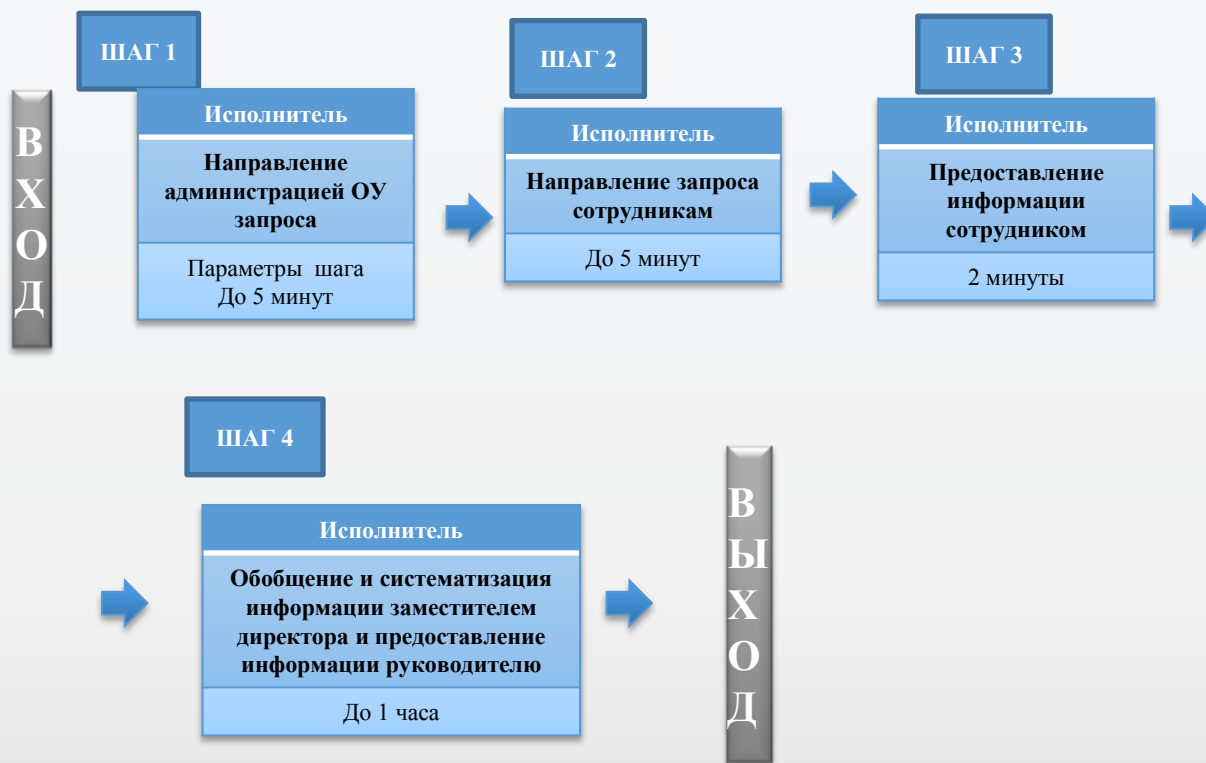 ВХОД
ШАГ 1
Исполнитель
Направление
администрацией ОУ
запроса
Параметры шага
До 5 минут
ШАГ 2
Исполнитель
Направление запроса
сотрудникам
До 5 минут
ШАГ 3
Исполнитель
Предоставление
информации
сотрудником
2 минуты
ШАГ 4
Исполнитель
Обобщение и систематизация
информации заместителем
директора и предоставление
информации руководителю
До 1 часа
ВЫХОД